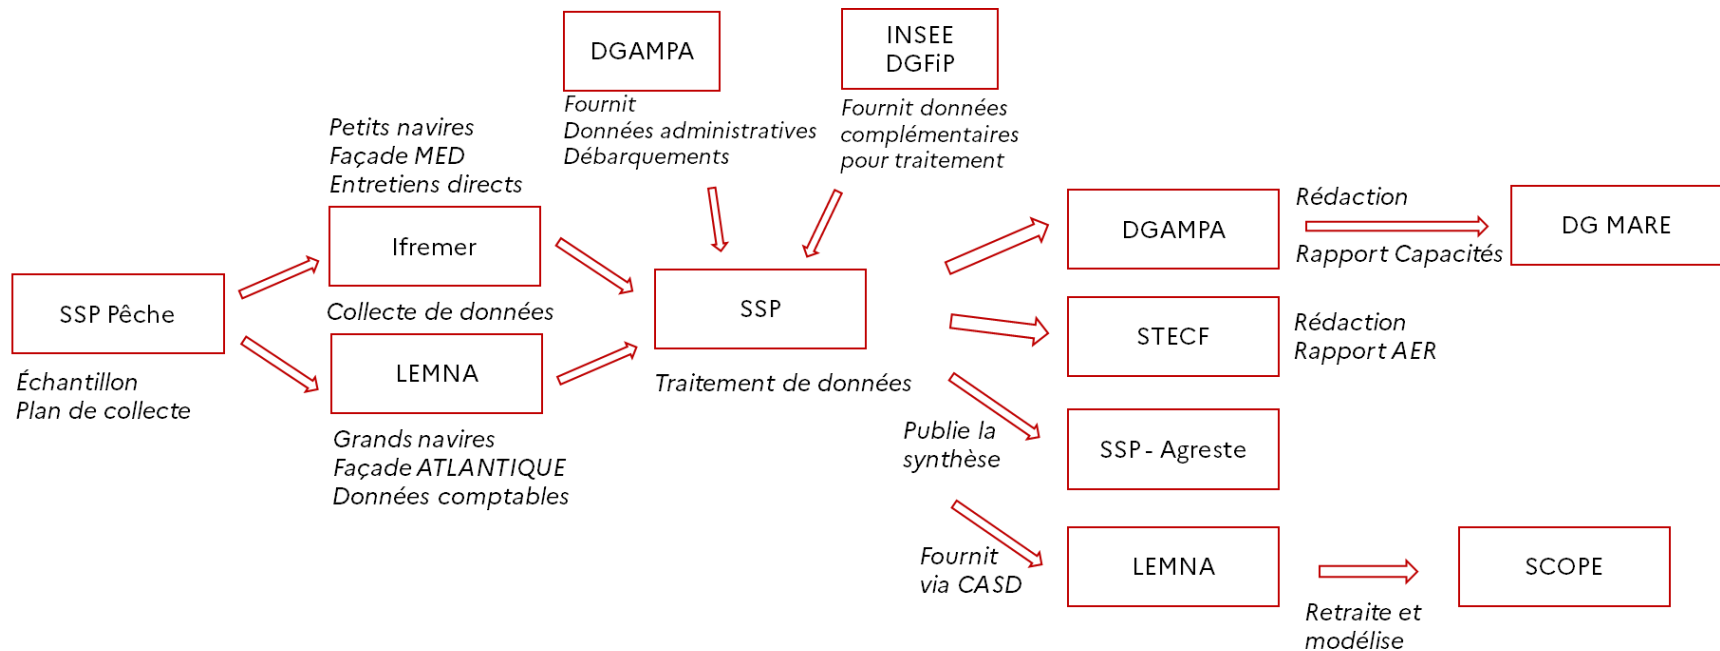 SSP Pêche
Échantillon
Plan de collecte
Petits navires
Façade MED
Entretiens directs
Ifremer
Collecte de données
LEMNA
Grands navires
Façade ATLANTIQUE
Données comptables
DGAMPA
Fournit
Données administratives
Débarquements
INSEE
DGFiP
Fournit données
complémentaires
pour traitement
SSP
Traitement de données
DGAMPA
Rédaction
Rapport Capacités
DG MARE
STECF
Rédaction
Rapport AER
Publie la
synthèse
SSP - Agreste
Fournit
via CASD
LEMNA
Retraite et
modélise
SCOPE